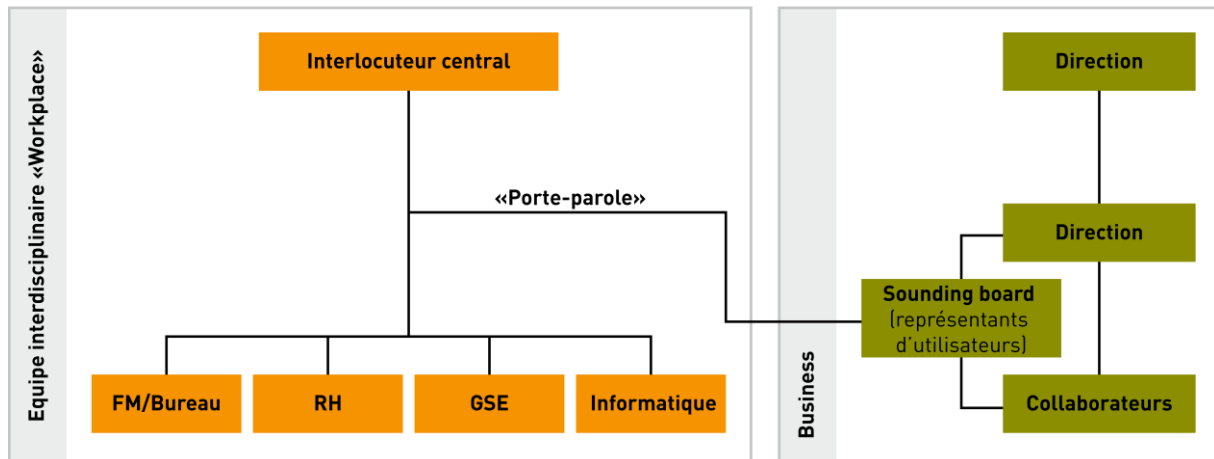 Equipe interdisciplinaire «Workplace»
Interlocuteur central
«Porte-parole»
FM/Bureau
RH
GSE
Informatique
Business
Direction
Direction
Sounding board
(représentants
d’utilisateurs)
Collaborateurs